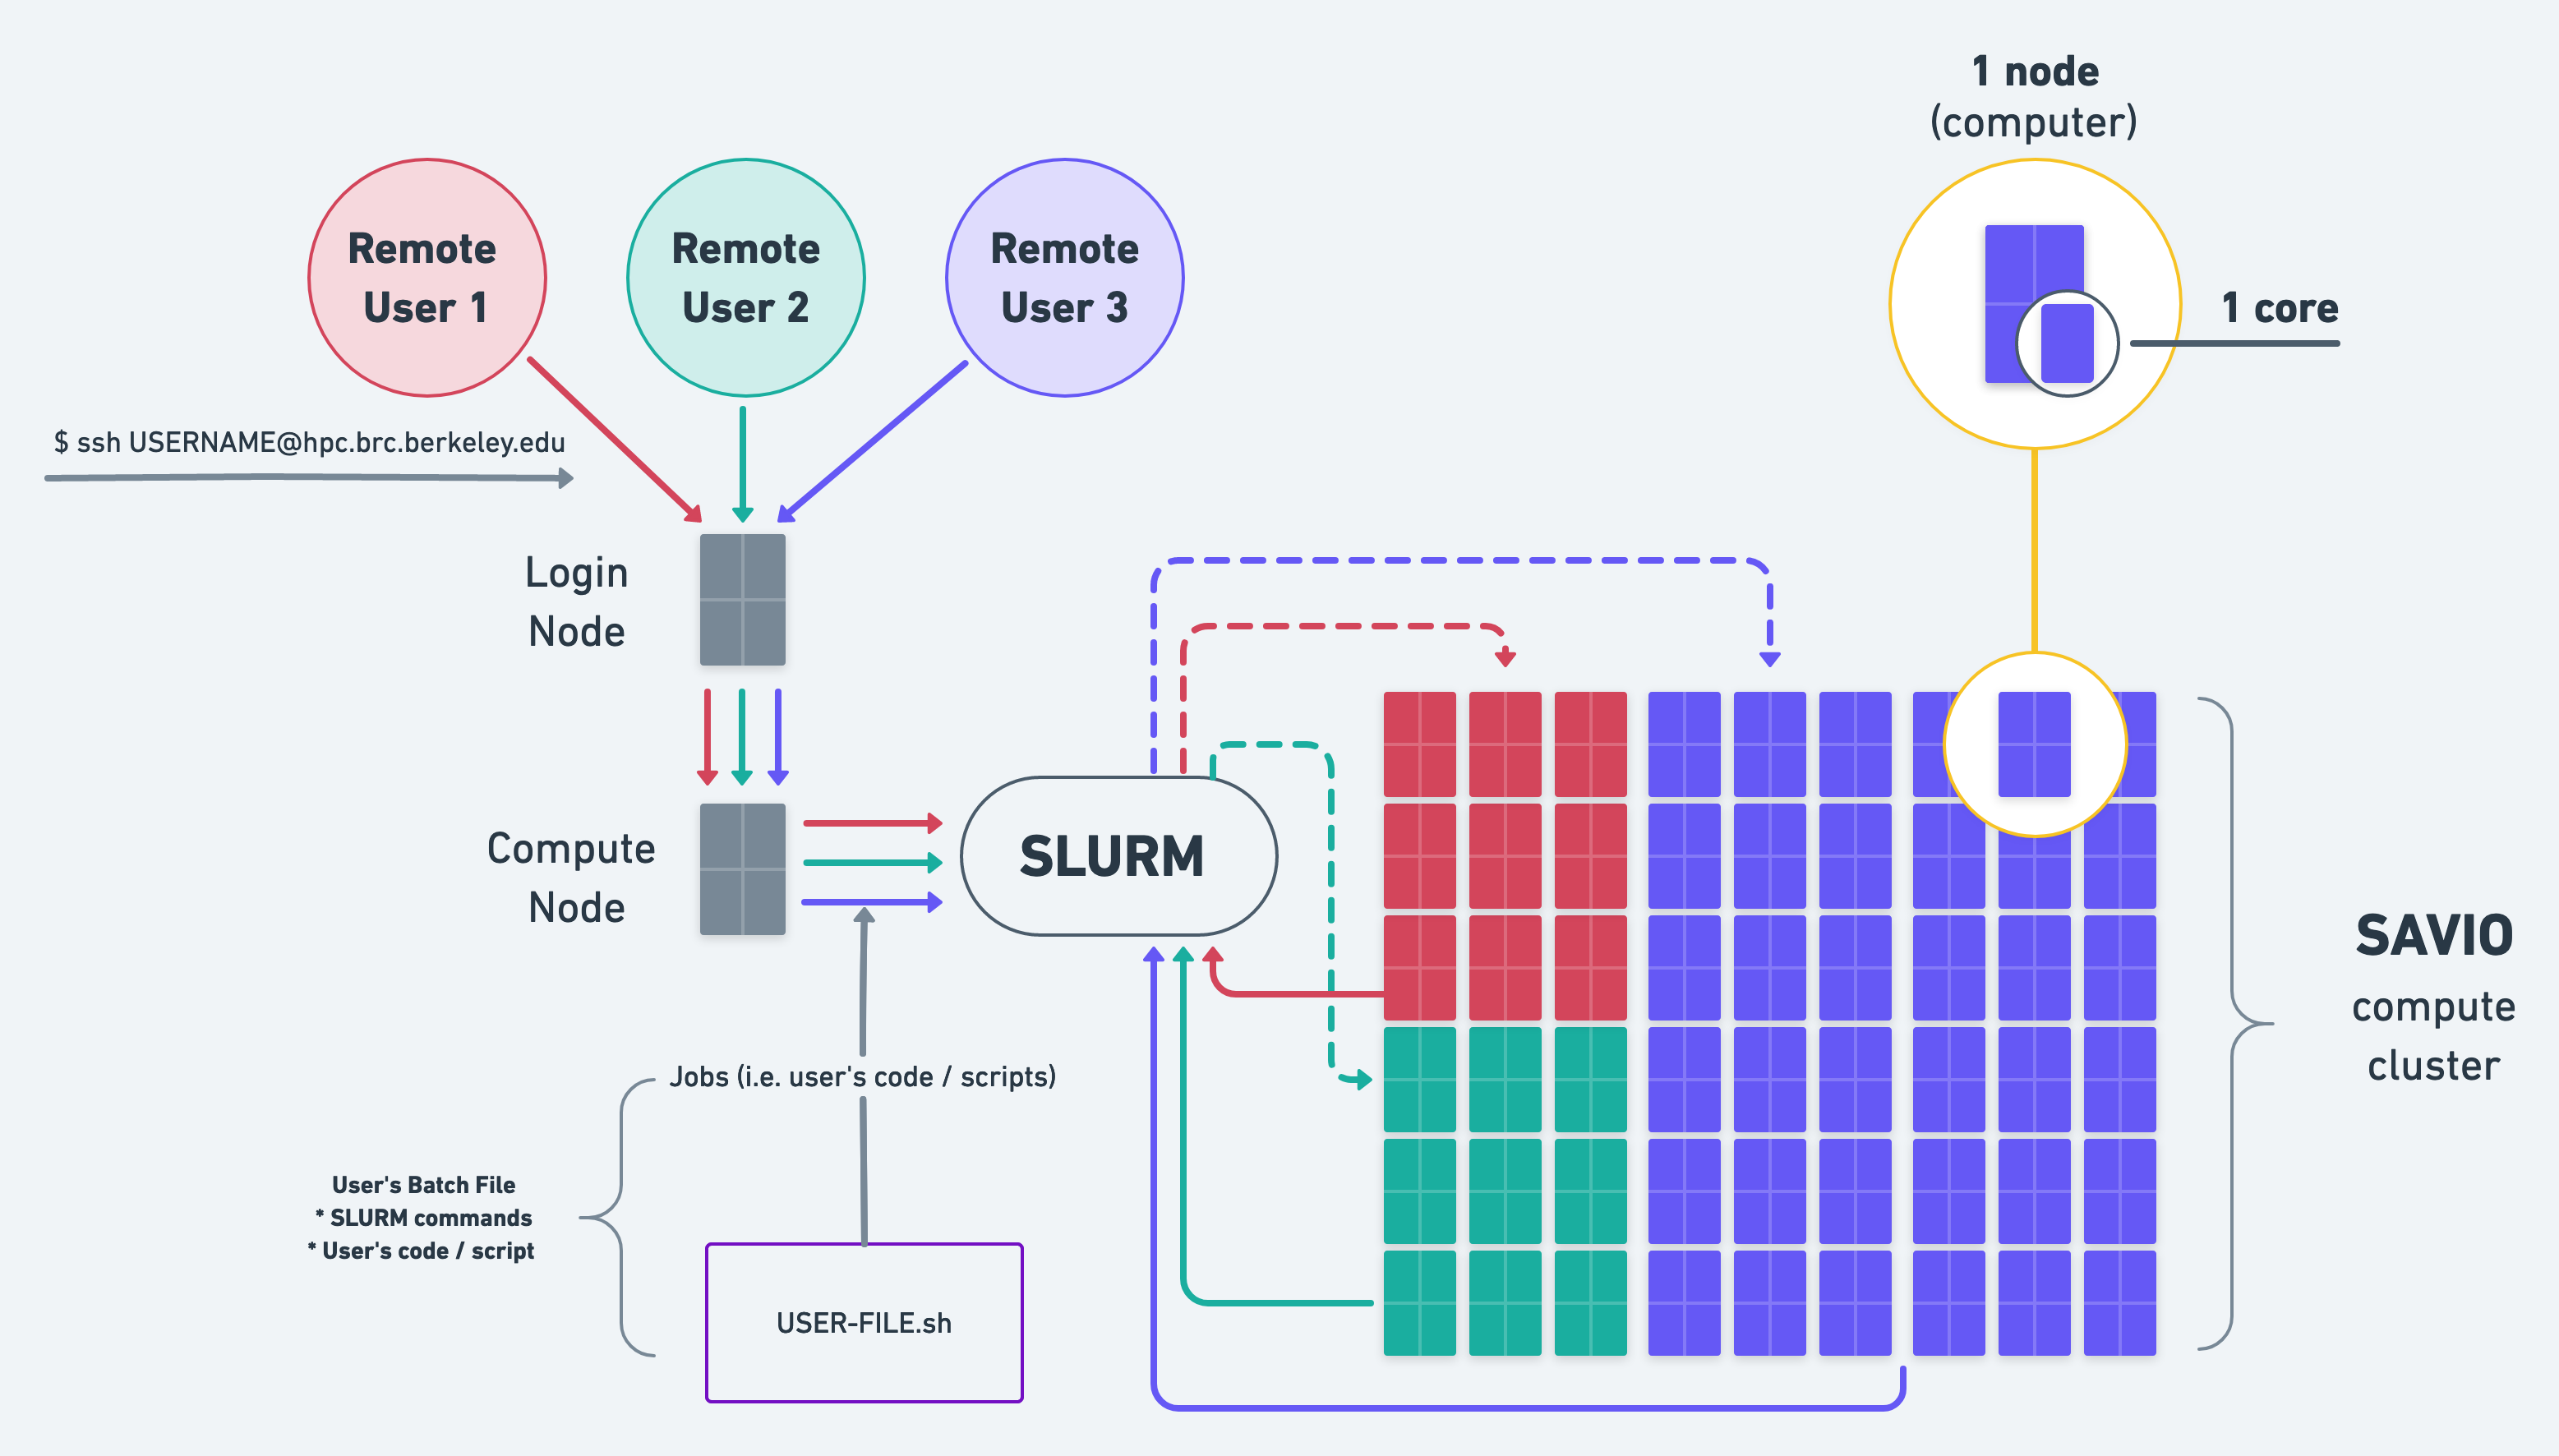 1 node
(computer)
Remote
User 1
Remote
User 2
Remote
User 3
1 core
$ ssh USERNAME@hpc.brc.berkeley.edu
Login
Node
Compute
Node
SLURM
SAVIO
compute
cluster
Jobs (i.e. user's code / scripts)
User's Batch File
* SLURM commands
* User's code / script
USER-FILE.sh